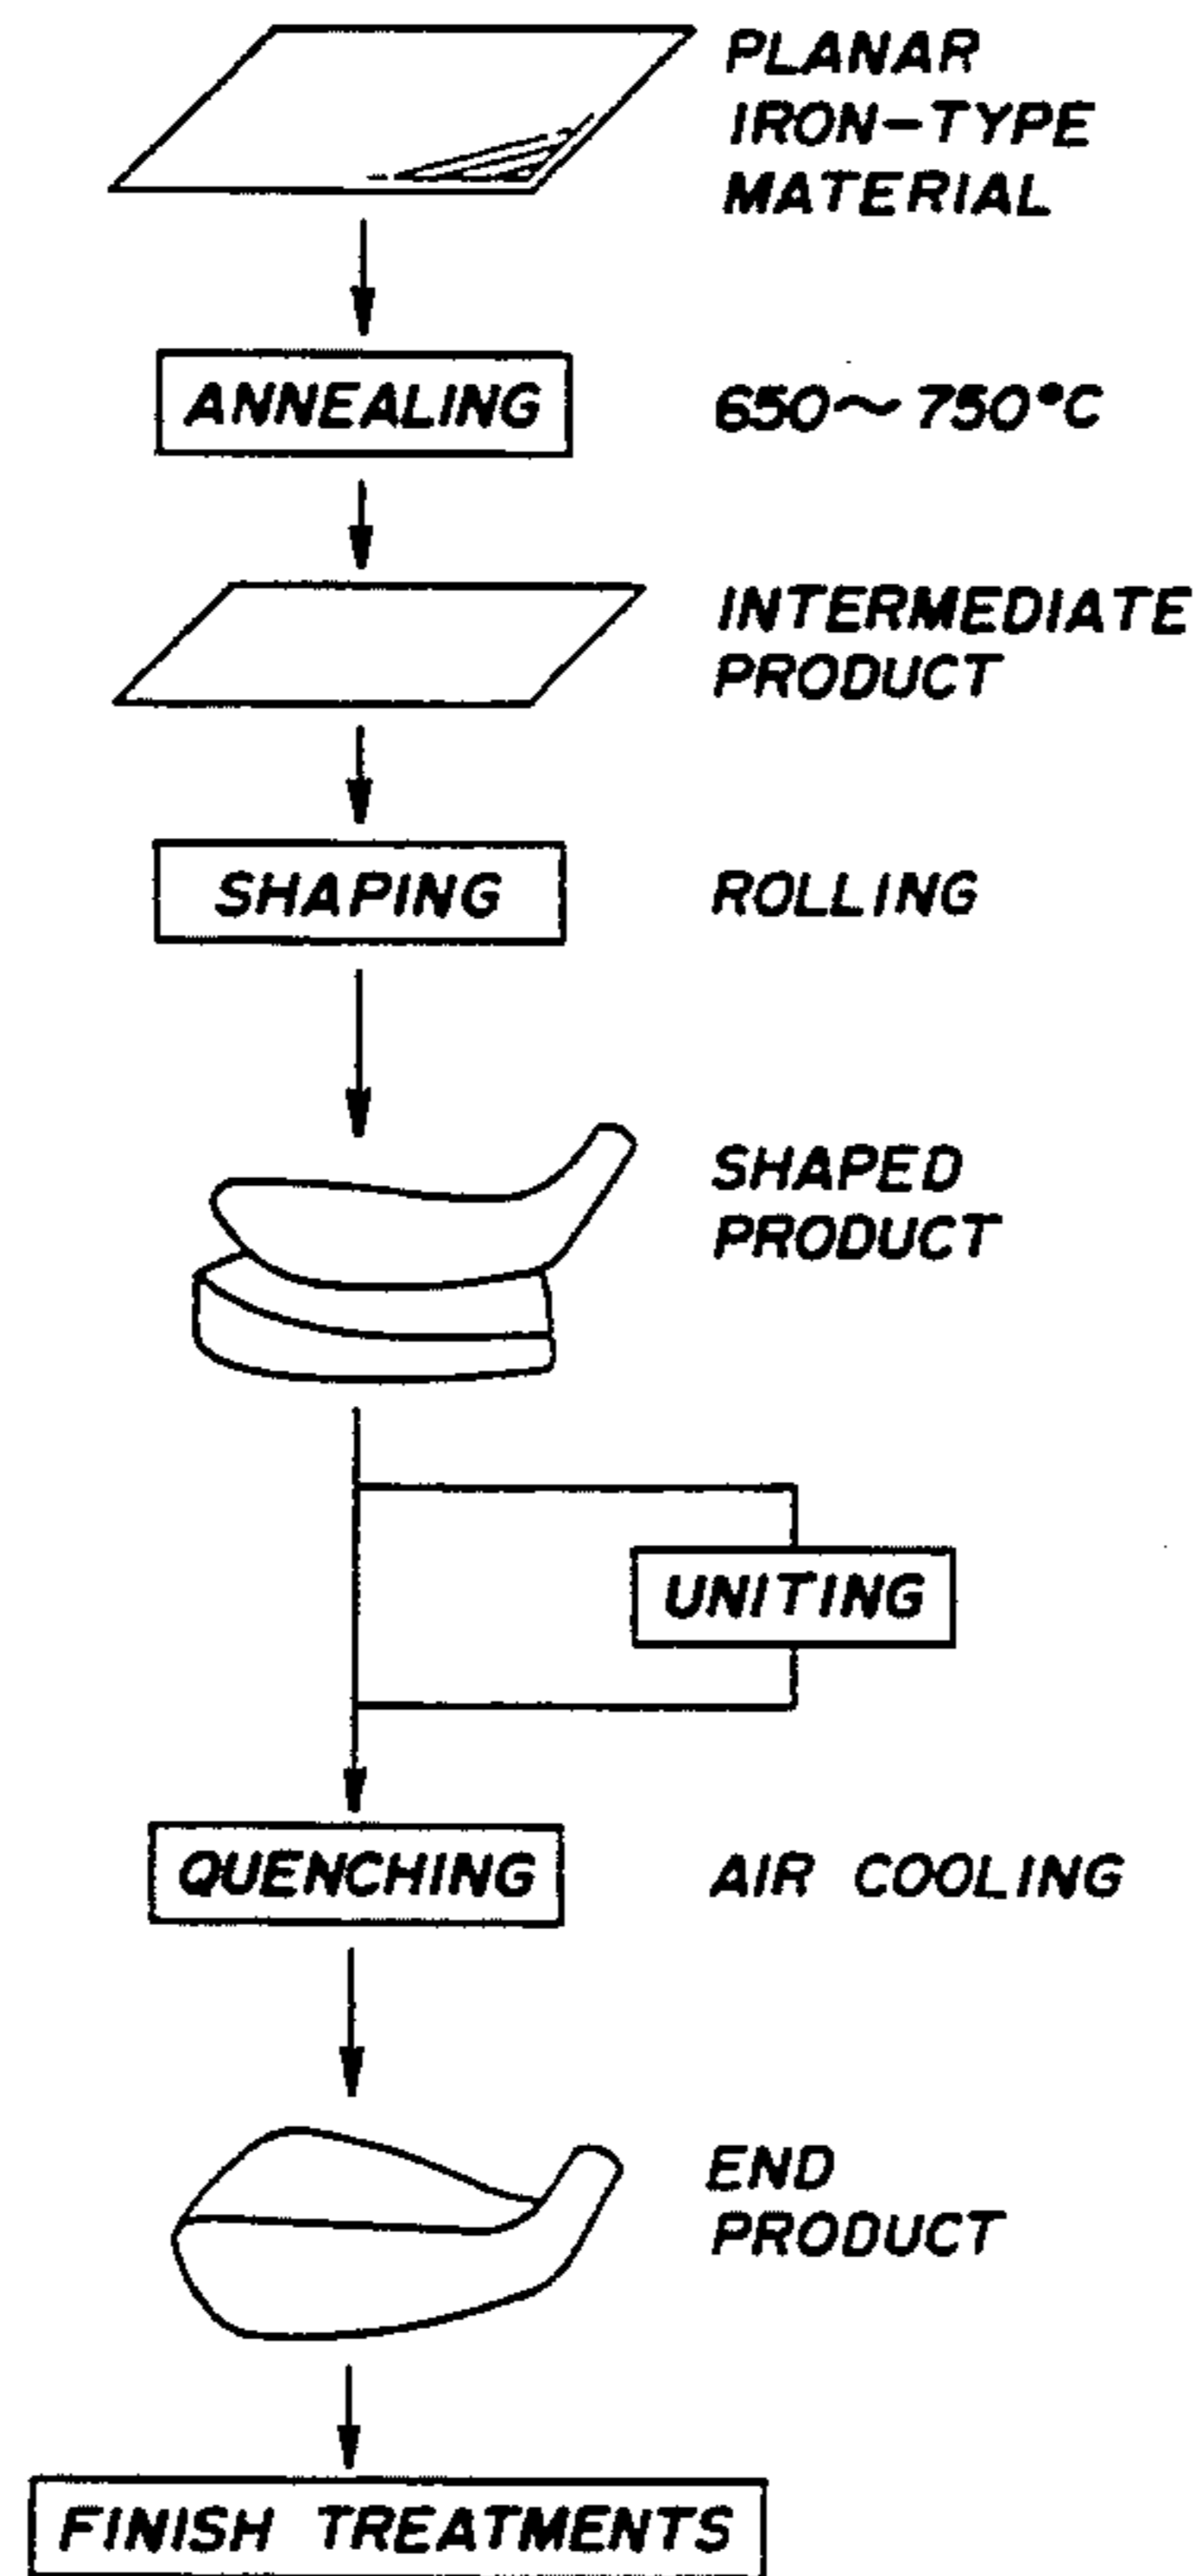 PLANAR
IRON-TYPE
MATERIAL
ANNEALING
650~750°C
INTERMEDIATE
PRODUCT
SHAPING
ROLLING
SHAPED
PRODUCT
UNITING
QUENCHING
AIR COOLING
END
PRODUCT
FINISH TREATMENTS